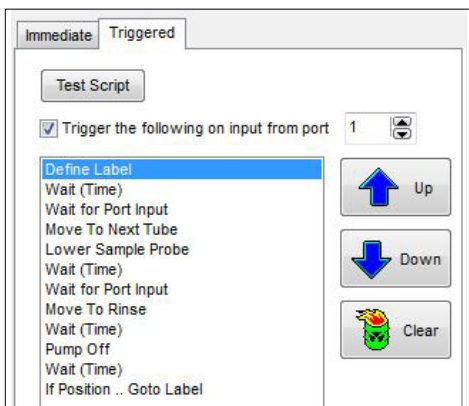 Immediate Triggered
Test Script
Trigger the following on input from port 1
Define Label
Wait (Time)
Wait for Port Input
Move To Next Tube
Lower Sample Probe
Wait (Time)
Wait for Port Input
Move To Rinse
Wait (Time)
Pump Off
Wait (Time)
If Position .. Goto Label
Up
Down
Clear